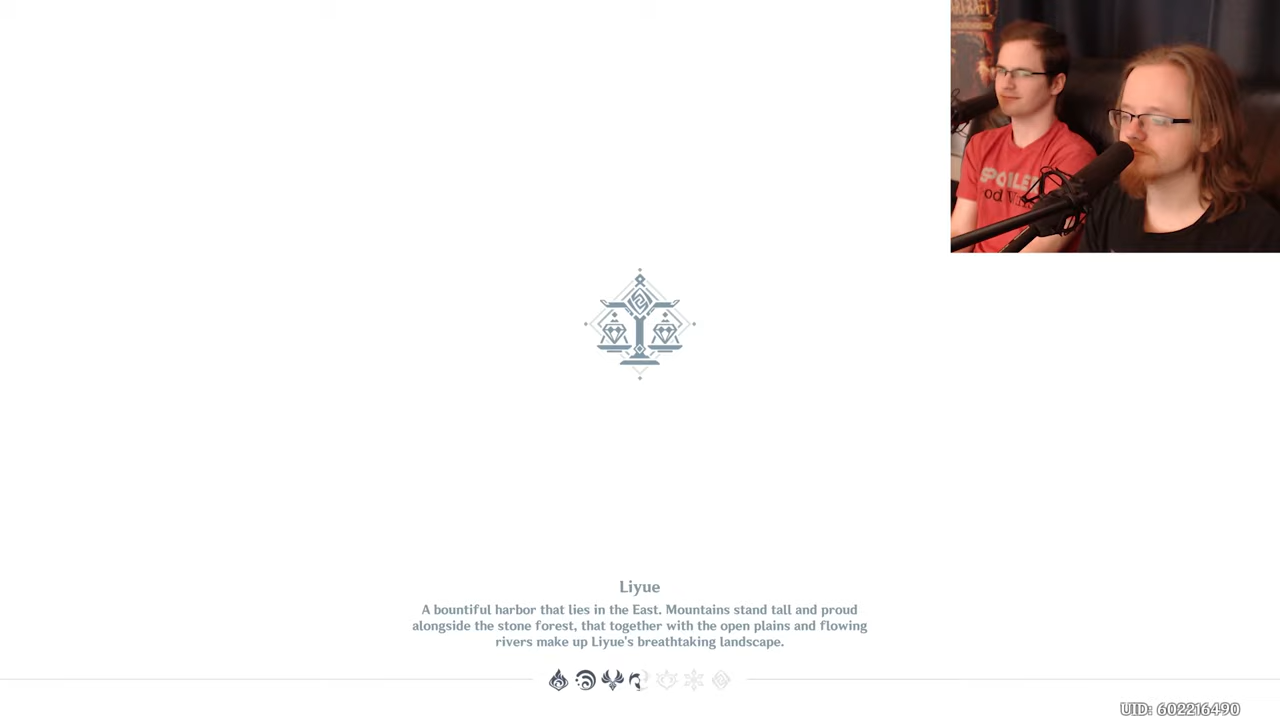 SPOILER
Liyue
A bountiful harbor that lies in the East. Mountains stand tall and proud
alongside the stone forest, that together with the open plains and flowing
rivers make up Liyue's breathtaking landscape.
UID: 602216490